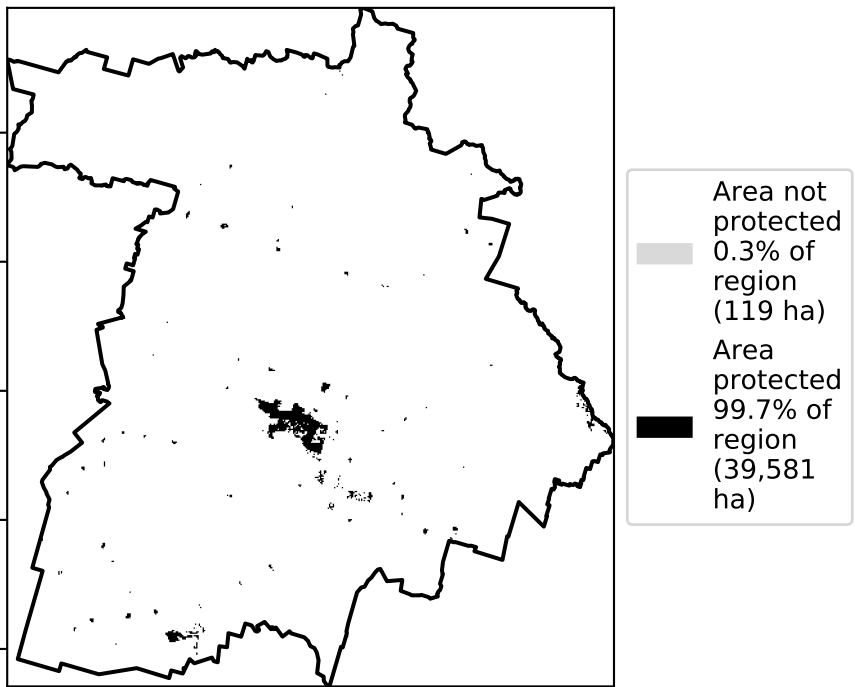 Area not
protected
0.3% of
region
(119 ha)
Area
protected
99.7% of
region
(39,581
ha)